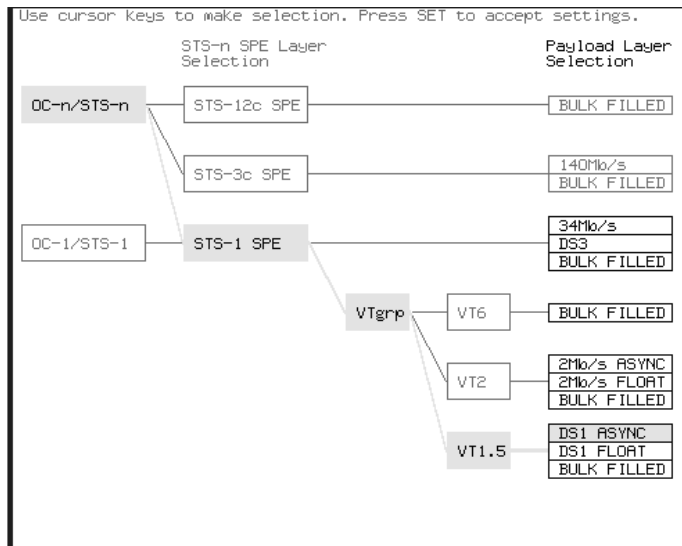 Use cursor keys to make selection. Press SET to accept settings.
STS-n SPE Layer
Selection
Payload Layer
Selection
OC-n/STS-n
STS-12c SPE
BULK FILLED
STS-3c SPE
140Mb/s
BULK FILLED
OC-1/STS-1
STS-1 SPE
34Mb/s
DS3
BULK FILLED
VTgrp
VT6
BULK FILLED
VT2
2Mb/s ASYNC
2Mb/s FLOAT
BULK FILLED
VT1.5
DS1 ASYNC
DS1 FLOAT
BULK FILLED